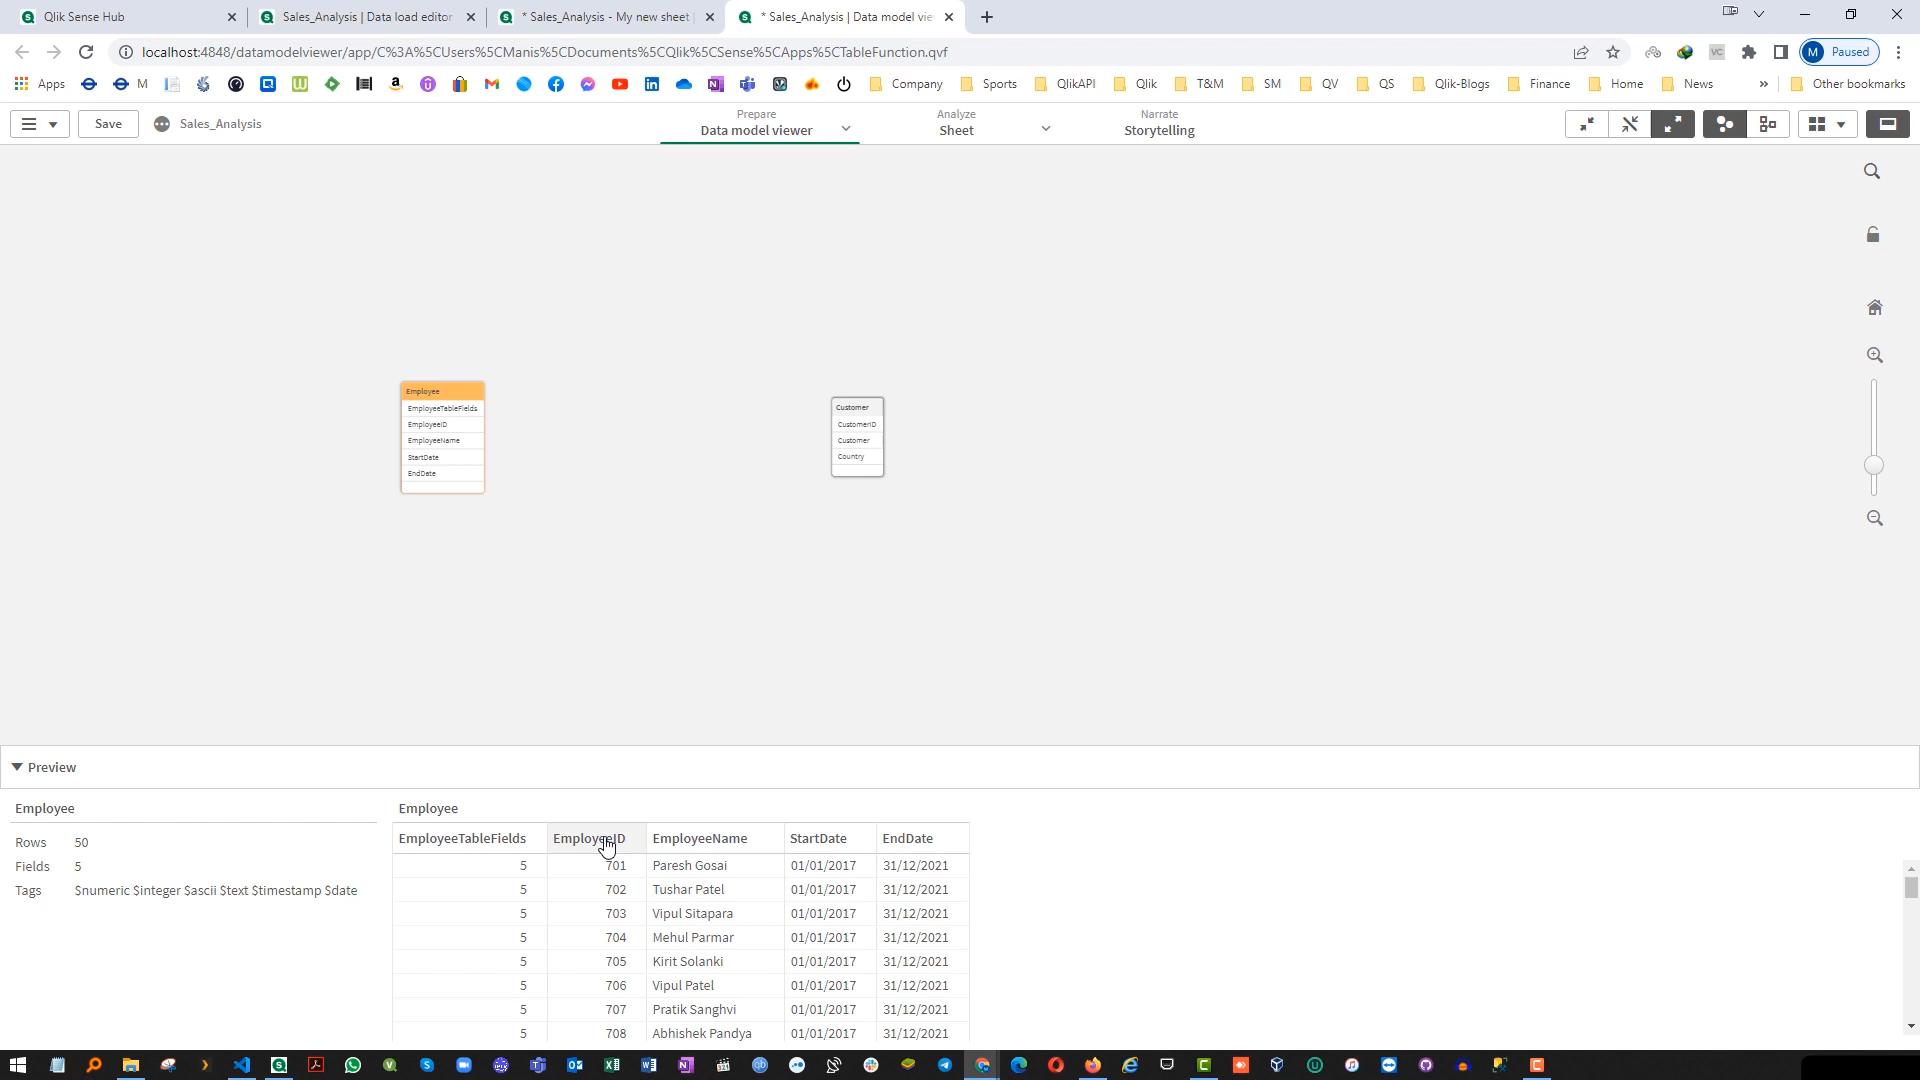 Qlik Sense Hub
Sales_Analysis | Data load editor
* Sales_Analysis - My new sheet
* Sales_Analysis | Data model vie
localhost:4848/datamodelviewer/app/C%3A%5CUsers%5CManis%5CDocuments%5CQlik%5CSense%5CApps%5CTableFunction.qvf
VC
M Paused
Apps
M
Company
Sports
QlikAPI
Qlik
T&M
SM
QV
QS
Qlik-Blogs
Finance
Home
News
»
Other bookmarks
Save
Sales_Analysis
Prepare
Data model viewer
Analyze
Sheet
Narrate
Storytelling
Employee
EmployeeTableFields
EmployeeID
EmployeeName
StartDate
EndDate
Customer
CustomerID
Customer
Country
Preview
Employee
Rows 50
Fields 5
Tags $numeric $integer $ascii $text $timestamp $date
Employee
EmployeeTableFields EmployeeID EmployeeName StartDate EndDate
5 701 Paresh Gosai 01/01/2017 31/12/2021
5 702 Tushar Patel 01/01/2017 31/12/2021
5 703 Vipul Sitapara 01/01/2017 31/12/2021
5 704 Mehul Parmar 01/01/2017 31/12/2021
5 705 Kirit Solanki 01/01/2017 31/12/2021
5 706 Vipul Patel 01/01/2017 31/12/2021
5 707 Pratik Sanghvi 01/01/2017 31/12/2021
5 708 Abhishek Pandya 01/01/2017 31/12/2021